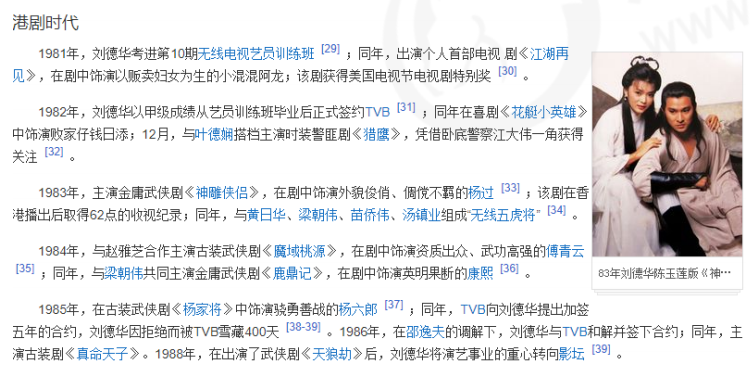 港剧时代
1981年，刘德华考进第10期无线电视艺员训练班 [29] ；同年，出演个人首部电视 剧《江湖再
见》，在剧中饰演以贩卖妇女为生的小混混阿龙；该剧获得美国电视节电视剧特别奖 [30] 。
1982年，刘德华以甲级成绩从艺员训练班毕业后正式签约TVB [31] ；同年在喜剧《花艇小英雄》
中饰演败家仔钱日添；12月，与叶德娴搭档主演时装警匪剧《猎鹰》，凭借卧底警察江大伟一角获得
关注 [32] 。
1983年，主演金庸武侠剧《神雕侠侣》，在剧中饰演外貌俊俏、倜傥不羁的杨过 [33] ；该剧在香
港播出后取得62点的收视纪录；同年，与黄日华、梁朝伟、苗侨伟、汤镇业组成“无线五虎将” [34] 。
1984年，与赵雅芝合作主演古装武侠剧《魔域桃源》，在剧中饰演资质出众、武功高强的傅青云
[35] ；同年，与梁朝伟共同主演金庸武侠剧《鹿鼎记》，在剧中饰演英明果断的康熙 [36] 。
83年刘德华陈玉莲版《神···
1985年，在古装武侠剧《杨家将》中饰演骁勇善战的杨六郎 [37] ；同年，TVB向刘德华提出加签
五年的合约，刘德华因拒绝而被TVB雪藏400天 [38-39] 。1986年，在邵逸夫的调解下，刘德华与TVB和解并签下合约；同年，主
演古装剧《真命天子》。1988年，在出演了武侠剧《天狼劫》后，刘德华将演艺事业的重心转向影坛 [39] 。
www